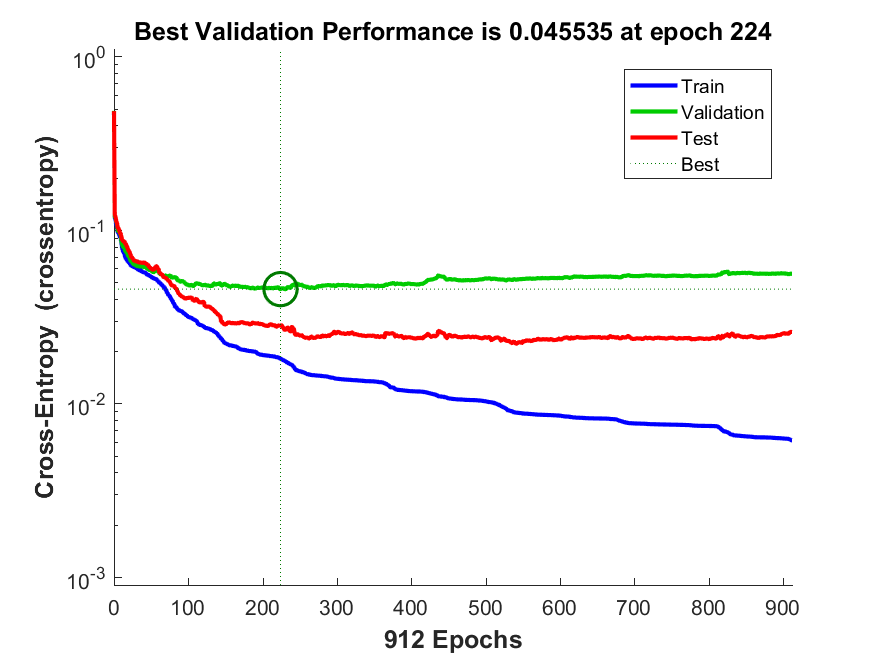 Best Validation Performance is 0.045535 at epoch 224
Cross-Entropy (crossentropy)
10^0
10^-1
10^-2
10^-3
Train
Validation
Test
Best
0 100 200 300 400 500 600 700 800 900
912 Epochs